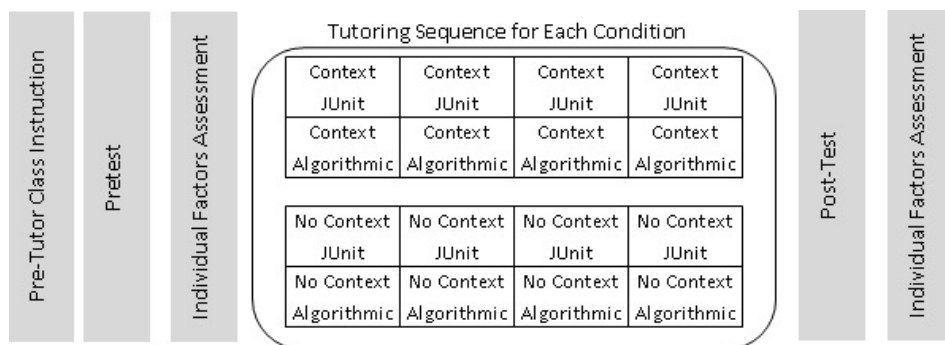 Pre-Tutor Class Instruction
Pretest
Individual Factors Assessment
Tutoring Sequence for Each Condition
Context Context Context Context
JUnit JUnit JUnit JUnit
Context Context Context Context
Algorithmic Algorithmic Algorithmic Algorithmic
No Context No Context No Context No Context
JUnit JUnit JUnit JUnit
No Context No Context No Context No Context
Algorithmic Algorithmic Algorithmic Algorithmic
Post-Test
Individual Factors Assessment